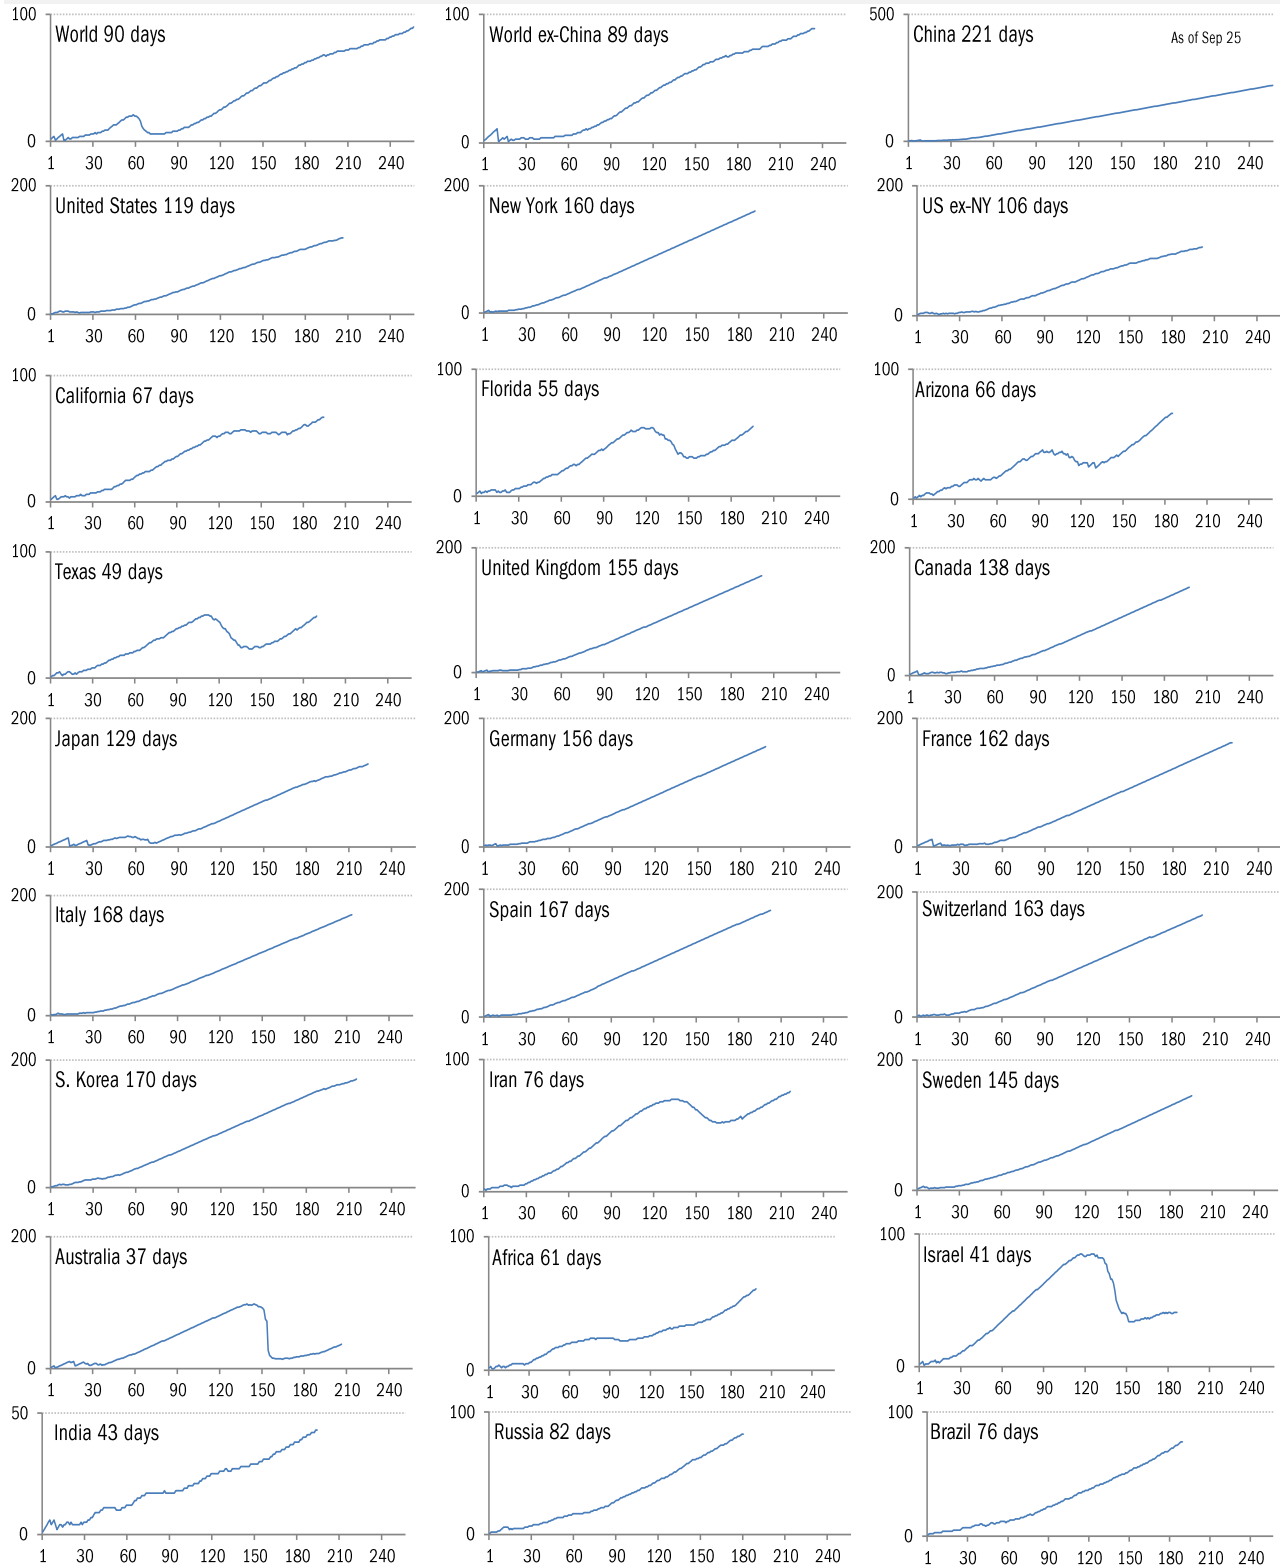 World 90 days
100
0
1 30 60 90 120 150 180 210 240
World ex-China 89 days
100
0
1 30 60 90 120 150 180 210 240
China 221 days
As of Sep 25
500
0
1 30 60 90 120 150 180 210 240
United States 119 days
200
0
1 30 60 90 120 150 180 210 240
New York 160 days
200
0
1 30 60 90 120 150 180 210 240
US ex-NY 106 days
200
0
1 30 60 90 120 150 180 210 240
California 67 days
100
0
1 30 60 90 120 150 180 210 240
Florida 55 days
100
0
1 30 60 90 120 150 180 210 240
Arizona 66 days
100
0
1 30 60 90 120 150 180 210 240
Texas 49 days
100
0
1 30 60 90 120 150 180 210 240
United Kingdom 155 days
200
0
1 30 60 90 120 150 180 210 240
Canada 138 days
200
0
1 30 60 90 120 150 180 210 240
Japan 129 days
200
0
1 30 60 90 120 150 180 210 240
Germany 156 days
200
0
1 30 60 90 120 150 180 210 240
France 162 days
200
0
1 30 60 90 120 150 180 210 240
Italy 168 days
200
0
1 30 60 90 120 150 180 210 240
Spain 167 days
200
0
1 30 60 90 120 150 180 210 240
Switzerland 163 days
200
0
1 30 60 90 120 150 180 210 240
S. Korea 170 days
200
0
1 30 60 90 120 150 180 210 240
Iran 76 days
100
0
1 30 60 90 120 150 180 210 240
Sweden 145 days
200
0
1 30 60 90 120 150 180 210 240
Australia 37 days
200
0
1 30 60 90 120 150 180 210 240
Africa 61 days
100
0
1 30 60 90 120 150 180 210 240
Israel 41 days
100
0
1 30 60 90 120 150 180 210 240
India 43 days
50
0
1 30 60 90 120 150 180 210 240
Russia 82 days
100
0
1 30 60 90 120 150 180 210 240
Brazil 76 days
100
0
1 30 60 90 120 150 180 210 240